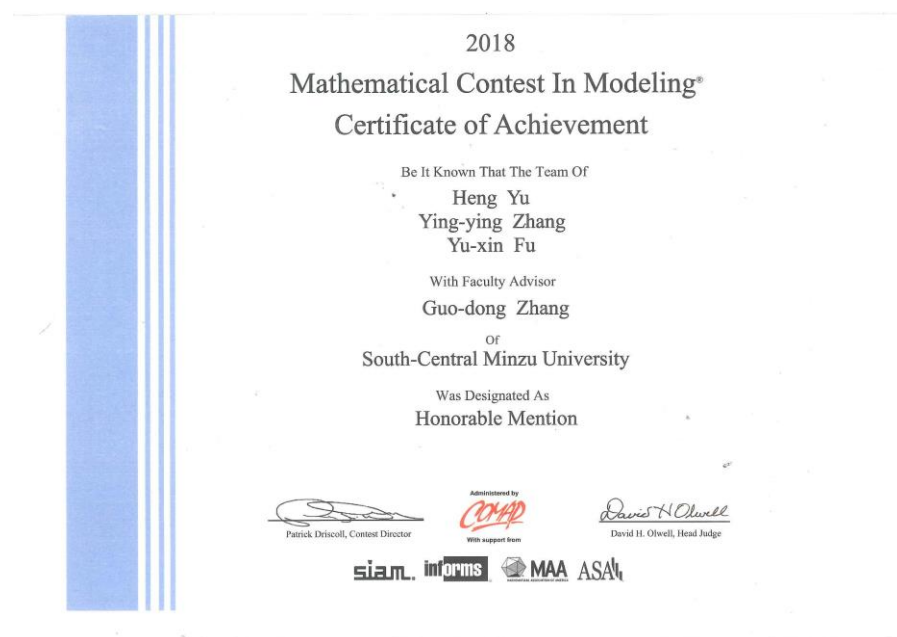 2018
Mathematical Contest In Modeling®
Certificate of Achievement
Be It Known That The Team Of
Heng Yu
Ying-ying Zhang
Yu-xin Fu
With Faculty Advisor
Guo-dong Zhang
Of
South-Central Minzu University
Was Designated As
Honorable Mention
Administered by
COMAP
With support from
David H Olwell
Patrick Driscoll, Contest Director
David H. Olwell, Head Judge
siam. informs MAA ASA